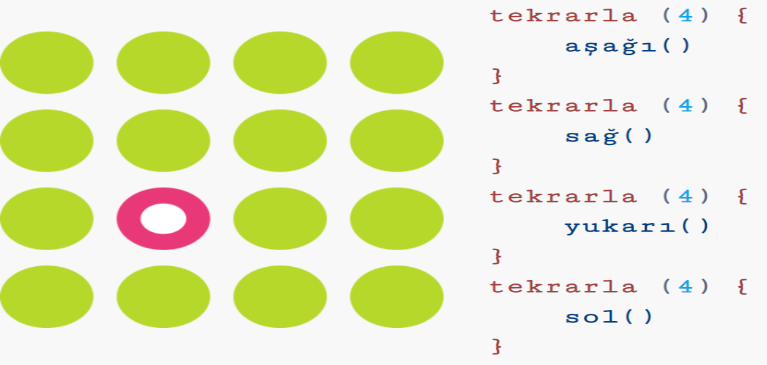 tekrarla (4) {
aşağı()
}
tekrarla (4) {
sağ()
}
tekrarla (4) {
yukarı()
}
tekrarla (4) {
sol()
}